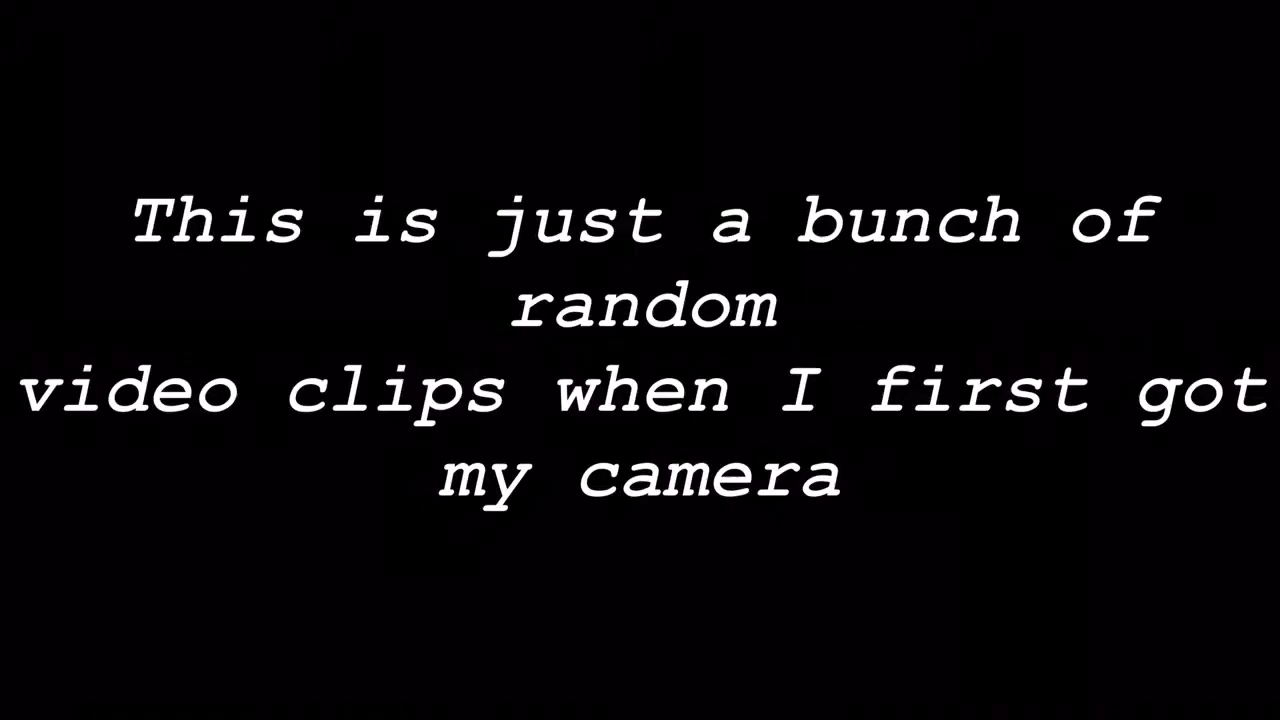 This is just a bunch of
random
video clips when I first got
my camera